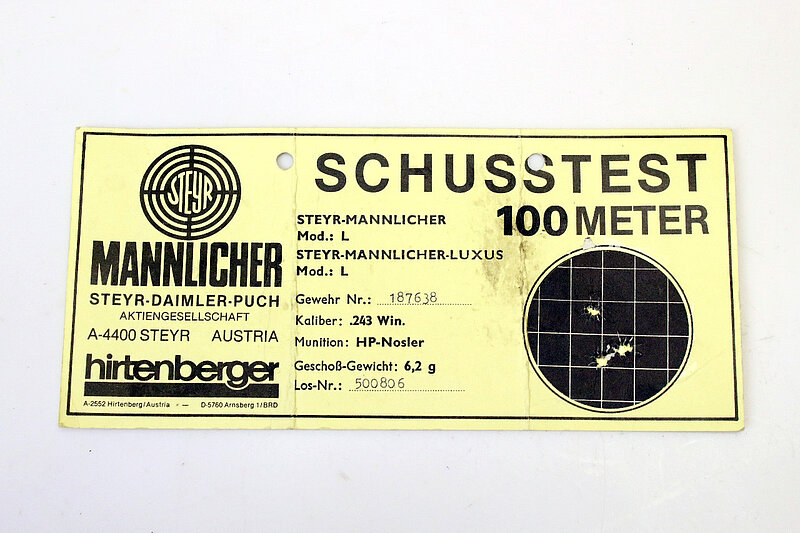 STEYR
MANNLICHER
STEYR-DAIMLER-PUCH
AKTIENGESELLSCHAFT
A-4400 STEYR AUSTRIA
hirtenberger
A-2552 Hirtenberg/Austria - — D-5760 Arnsberg 1/BRD
SCHUSSTEST
100 METER
STEYR-MANNLICHER
Mod.: L
STEYR-MANNLICHER-LUXUS
Mod.: L
Gewehr Nr.: 187638
Kaliber: .243 Win.
Munition: HP-Nosler
Geschoß-Gewicht: 6,2 g
Los-Nr.: 500806